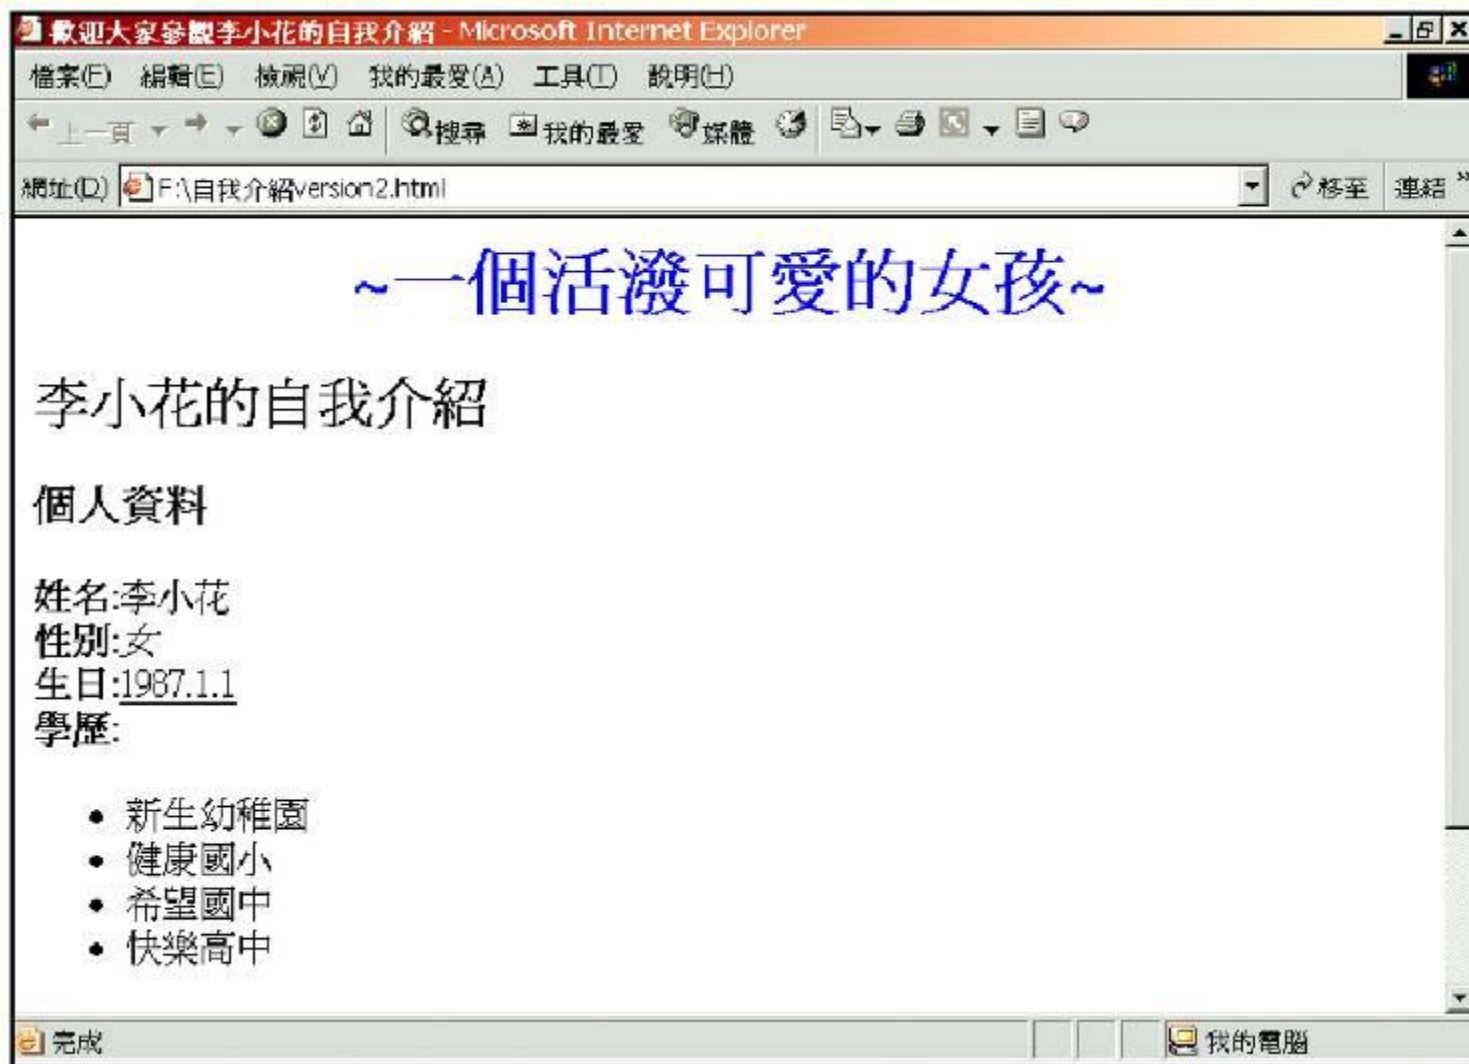 歡迎大家參觀李小花的自我介紹 - Microsoft Internet Explorer
檔案(F) 編輯(E) 檢視(V) 我的最愛(A) 工具(T) 說明(H)
上一頁 搜尋 我的最愛 媒體
網址(D) F:\自我介紹version2.html 移至 連結 »
~一個活潑可愛的女孩~
李小花的自我介紹
個人資料
姓名:李小花
性別:女
生日:1987.1.1
學歷:
• 新生幼稚園
• 健康國小
• 希望國中
• 快樂高中
完成 我的電腦